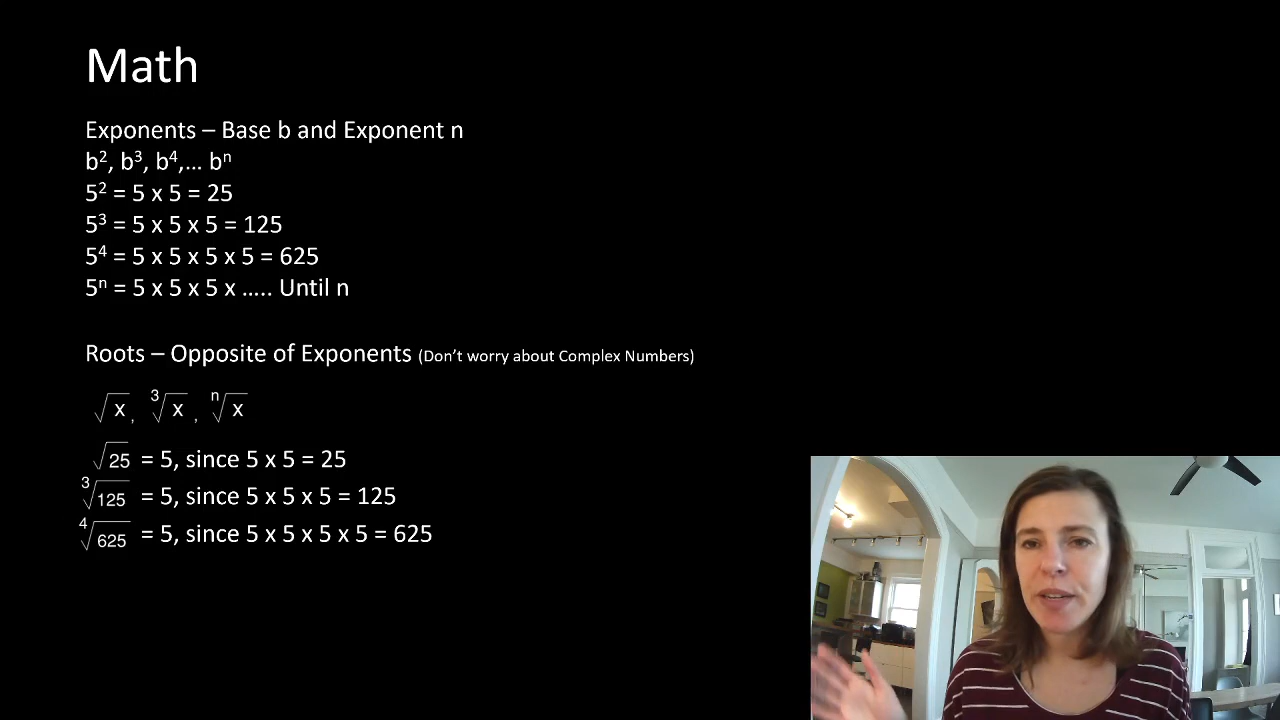 Math
Exponents – Base b and Exponent n
b², b³, b⁴,... bⁿ
5² = 5 x 5 = 25
5³ = 5 x 5 x 5 = 125
5⁴ = 5 x 5 x 5 x 5 = 625
5ⁿ = 5 x 5 x 5 x ..... Until n
Roots – Opposite of Exponents (Don't worry about Complex Numbers)
√x, ³√x, ⁿ√x
√25 = 5, since 5 x 5 = 25
³√125 = 5, since 5 x 5 x 5 = 125
⁴√625 = 5, since 5 x 5 x 5 x 5 = 625